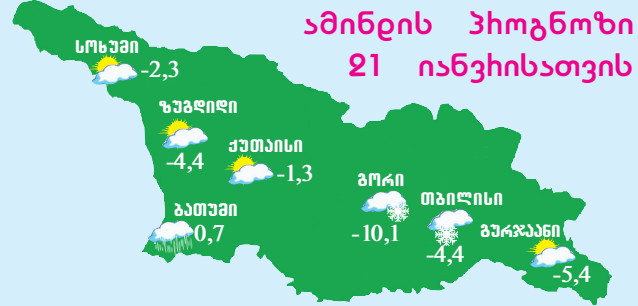 ამინდის პროგნოზი
21 იანვრისათვის
სოხუმი
-2,3
ზუგდიდი
-4,4
ქუთაისი
-1,3
ბათუმი
0,7
გორი
-10,1
თბილისი
-4,4
გურჯაანი
-5,4